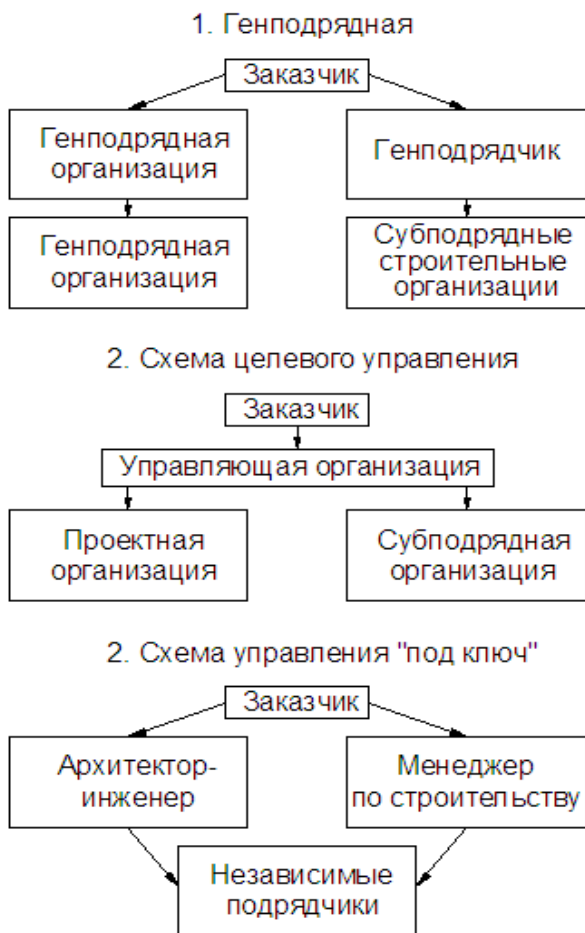 1. Генподрядная
Заказчик
Генподрядная
организация
Генподрядчик
Генподрядная
организация
Субподрядные
строительные
организации
2. Схема целевого управления
Заказчик
Управляющая организация
Проектная
организация
Субподрядная
организация
2. Схема управления "под ключ"
Заказчик
Архитектор-
инженер
Менеджер
по строительству
Независимые
подрядчики